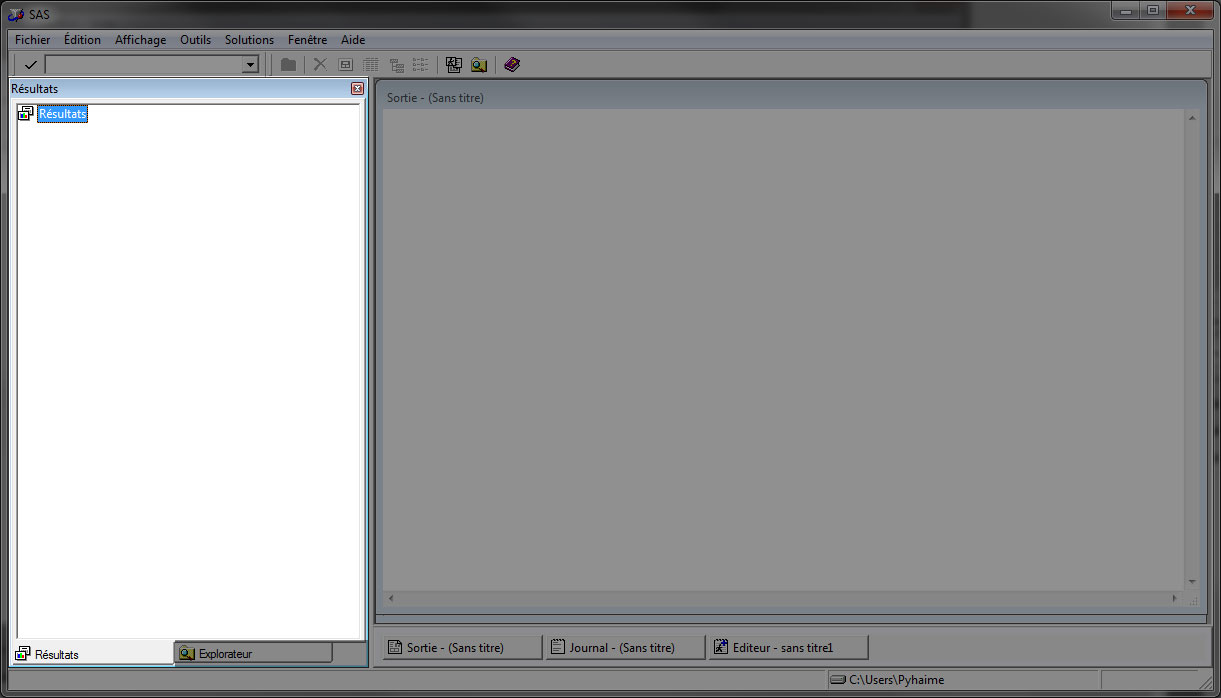 SAS
Fichier Édition Affichage Outils Solutions Fenêtre Aide
Résultats
Résultats
Sortie - (Sans titre)
Résultats Explorateur
Sortie - (Sans titre) Journal - (Sans titre) Editeur - sans titre1
C:\Users\Pyhaime